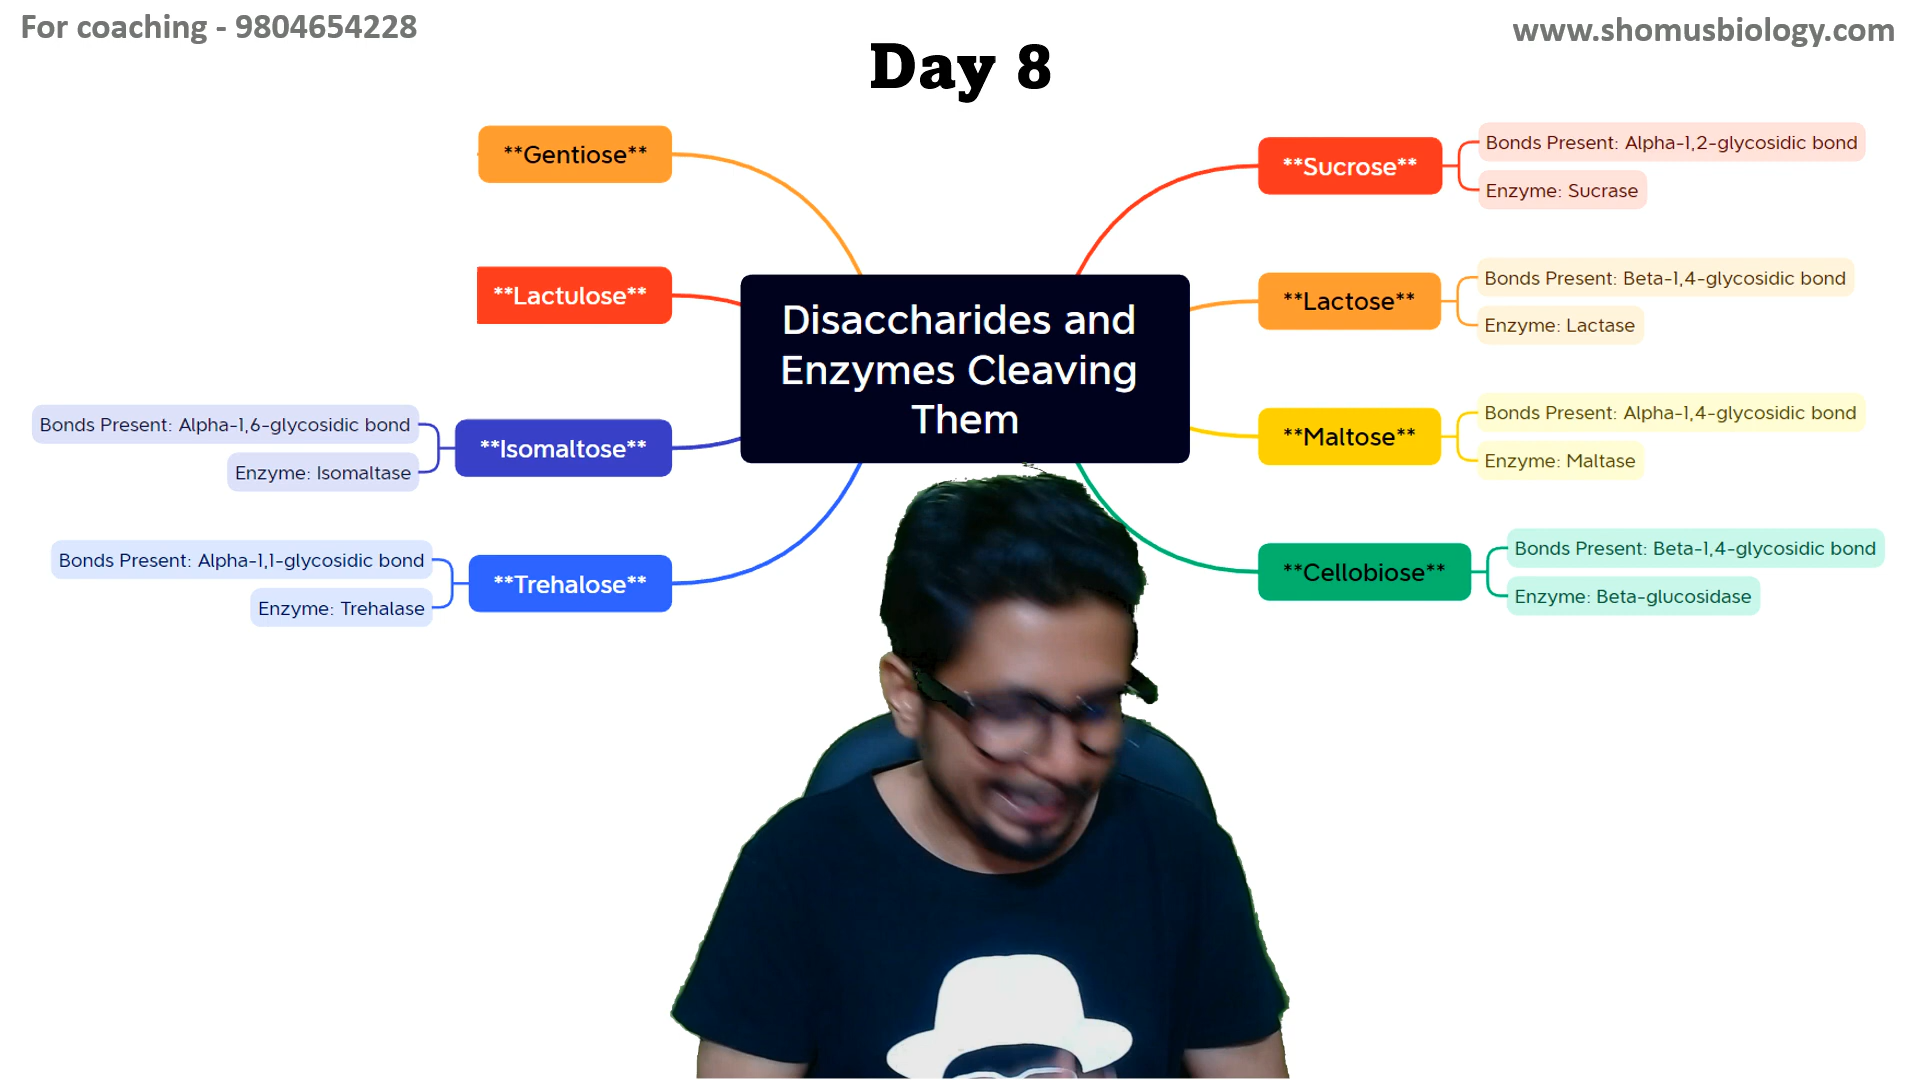 For coaching - 9804654228
www.shomusbiology.com
Day 8
**Gentiose**
**Lactulose**
Bonds Present: Alpha-1,6-glycosidic bond
Enzyme: Isomaltase
**Isomaltose**
Bonds Present: Alpha-1,1-glycosidic bond
Enzyme: Trehalase
**Trehalose**
Disaccharides and
Enzymes Cleaving
Them
**Sucrose**
Bonds Present: Alpha-1,2-glycosidic bond
Enzyme: Sucrase
**Lactose**
Bonds Present: Beta-1,4-glycosidic bond
Enzyme: Lactase
**Maltose**
Bonds Present: Alpha-1,4-glycosidic bond
Enzyme: Maltase
**Cellobiose**
Bonds Present: Beta-1,4-glycosidic bond
Enzyme: Beta-glucosidase